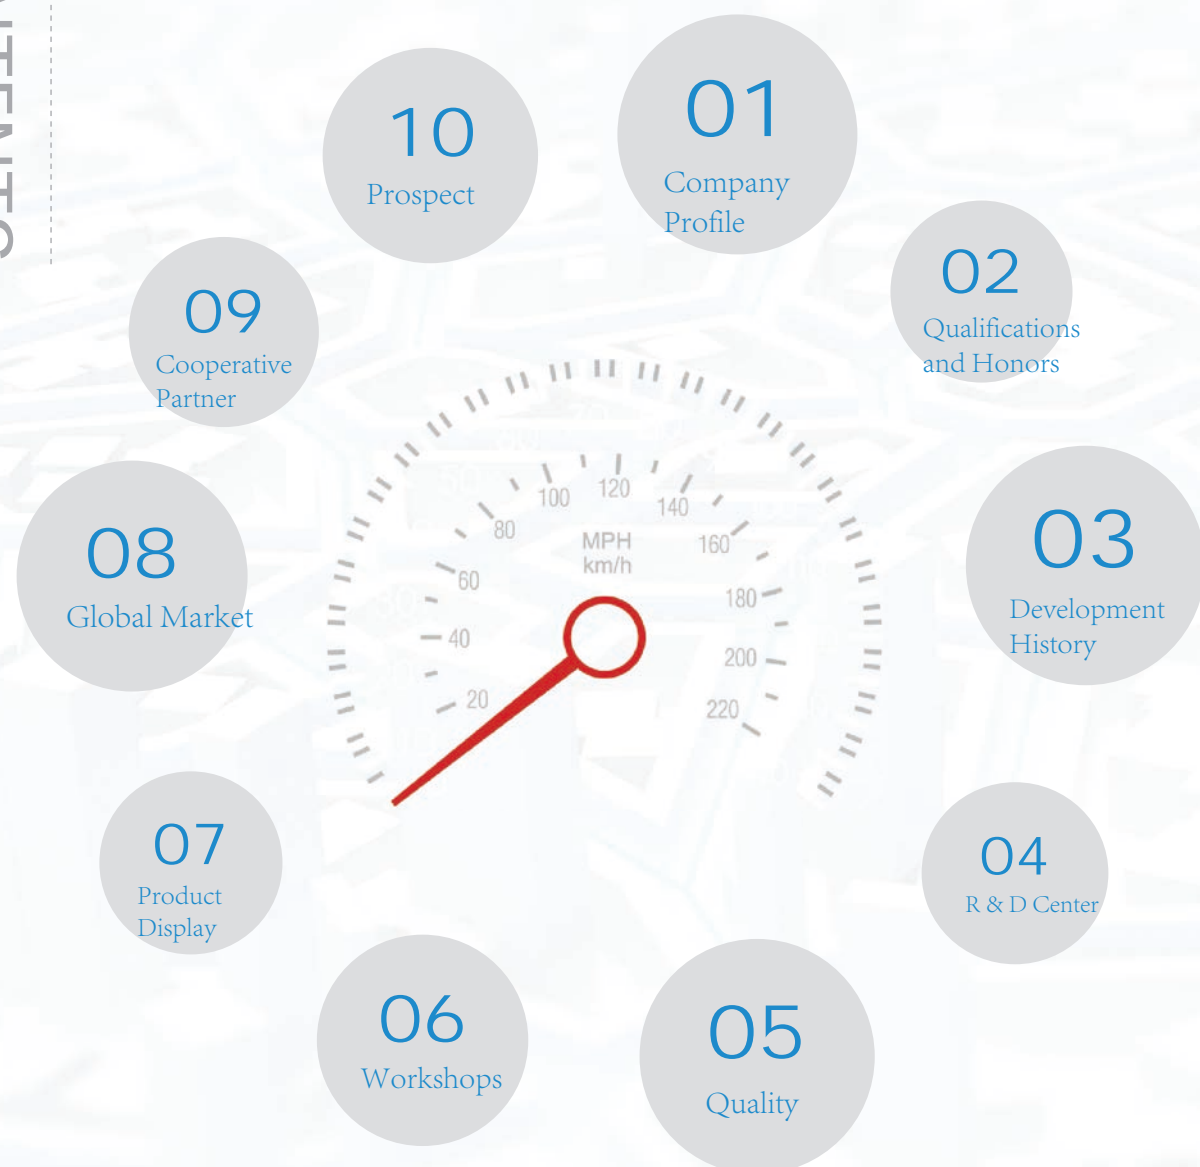 01
Company
Profile
02
Qualifications
and Honors
03
Development
History
04
R & D Center
05
Quality
06
Workshops
07
Product
Display
08
Global Market
09
Cooperative
Partner
10
Prospect
20
40
60
80
100
120
140
160
180
200
220
MPH
km/h